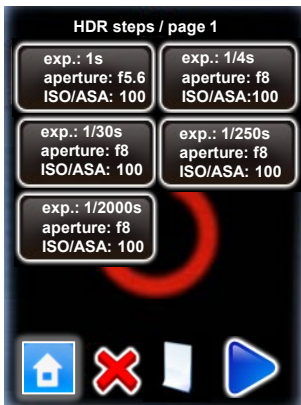 HDR steps / page 1
exp.: 1s
aperture: f5.6
ISO/ASA: 100
exp.: 1/4s
aperture: f8
ISO/ASA:100
exp.: 1/30s
aperture: f8
ISO/ASA: 100
exp.: 1/250s
aperture: f8
ISO/ASA: 100
exp.: 1/2000s
aperture: f8
ISO/ASA: 100